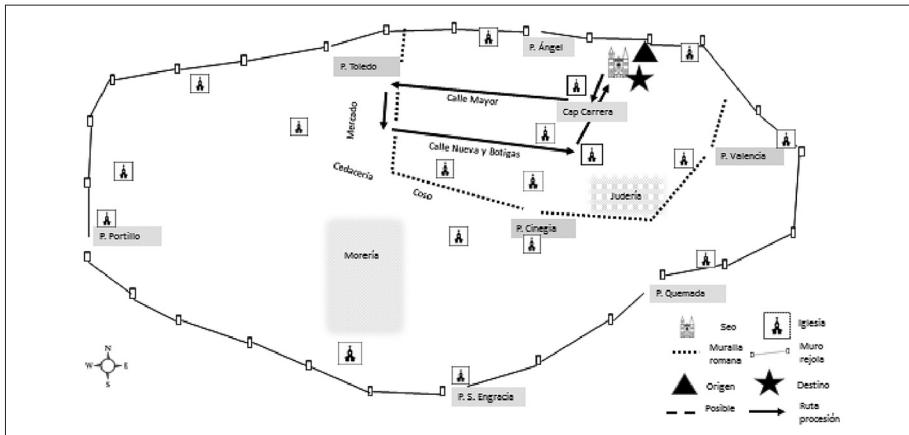 P. Ángel
P. Toledo
Calle Mayor
Cap Carrera
Mercado
Calle Nueva y Botigas
P. Valencia
Cedacería
Coso
Judería
P. Portillo
P. Cinegia
Morería
P. Quemada
P. S. Engracia
N
W E
S
Seo
Iglesia
Muralla
romana
Muro
rejola
Origen
Destino
Posible
Ruta
procesión